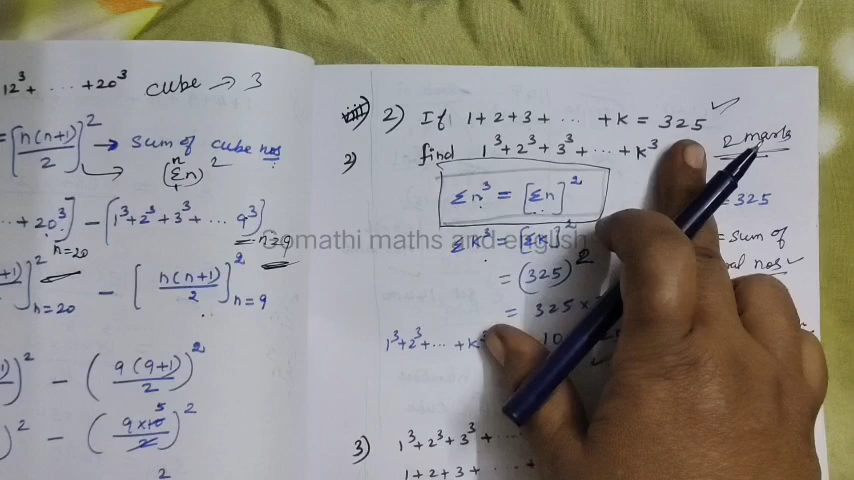 12³ + ... + 20³ cube → 3
= [n(n+1)/2]² → sum of cube nos
(Σn)²
... + 20³] − [1³+2³+3³+ ... 9³]
n=20 n=9
+1)]² n=20 − [n(n+1)/2]² n=9
)² − (9(9+1)/2)²
)² − (9×10/2)²
5
2
2) If 1+2+3+ ... +k = 325
2 marks
2) find 1³+2³+3³+ ... +k³
Σn³ = [Σn]²
= 325
Σk³ = [Σk]²
= sum of
nos
= (325)²
= 325 ×
1³+2³+ ... +k³
3) 1³+2³+3³+ ...
1+2+3+ ... +
Gomathi maths and english